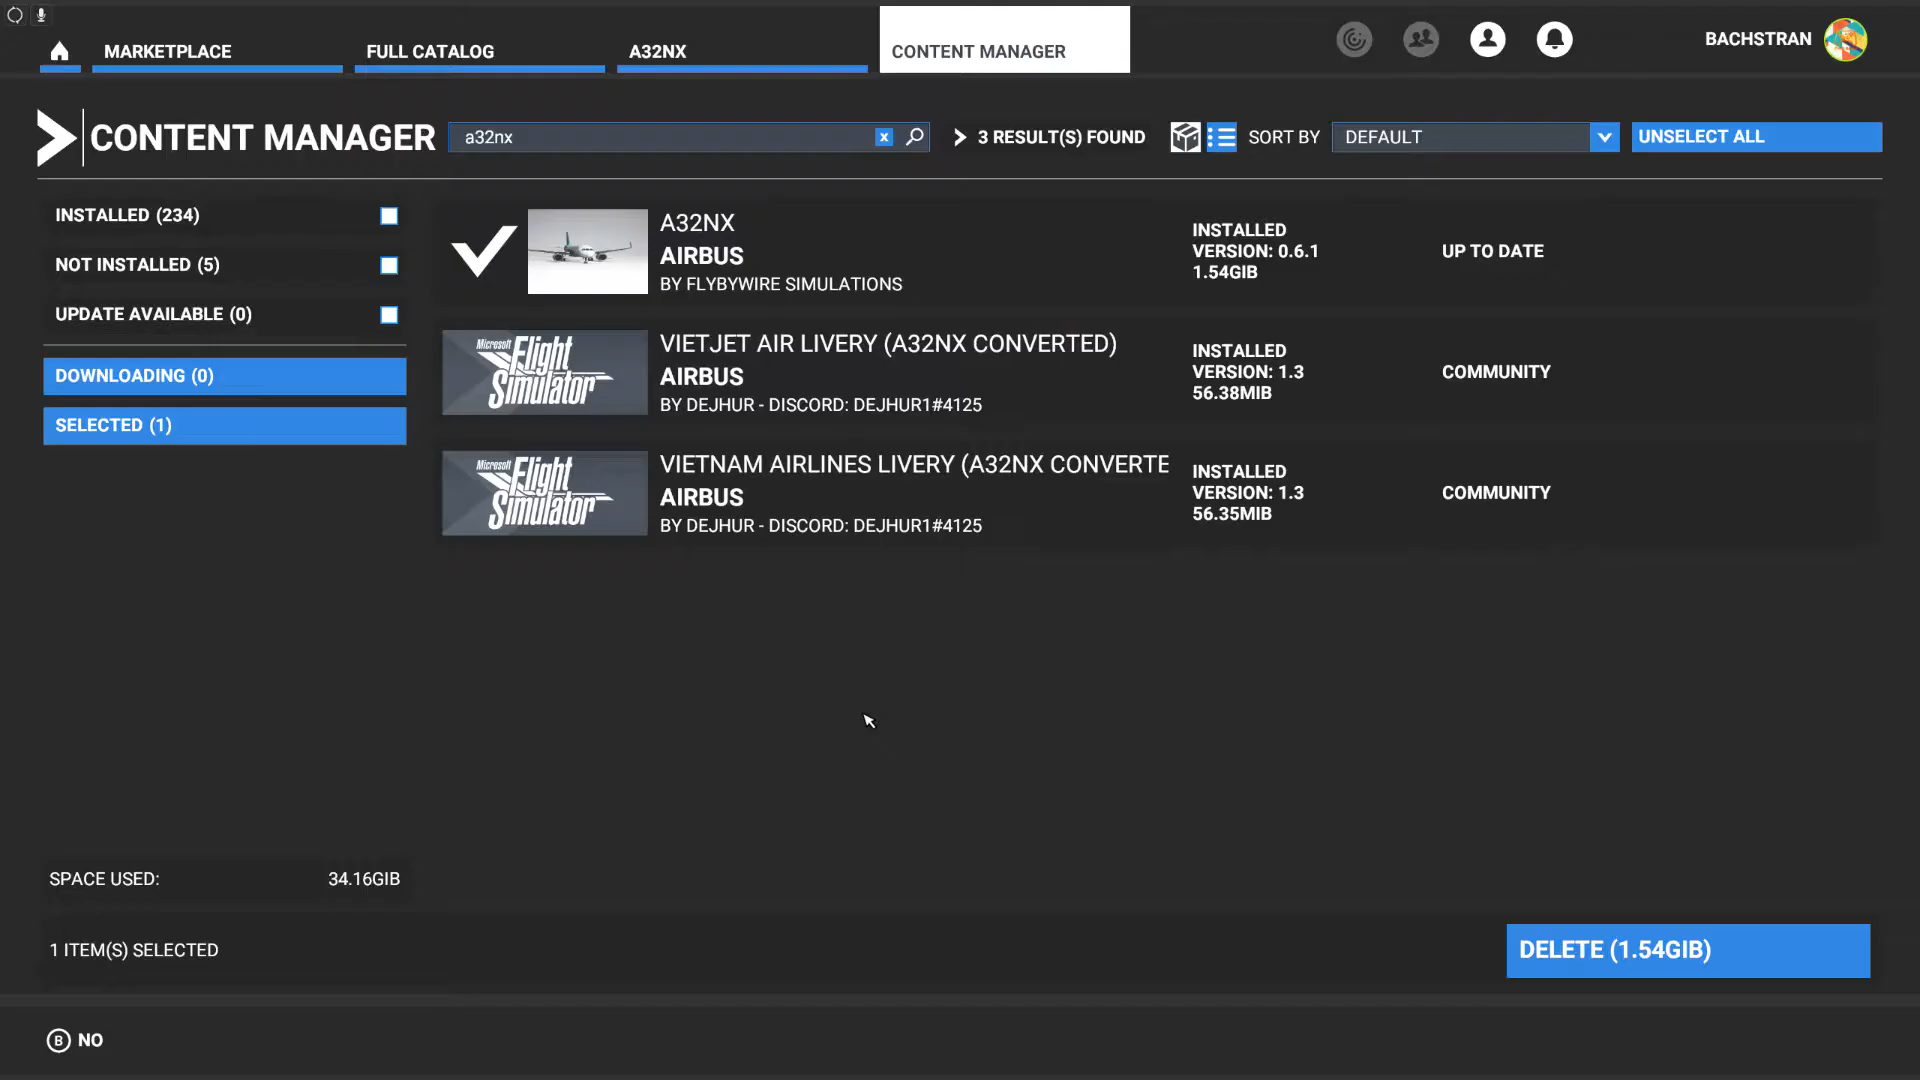 MARKETPLACE
FULL CATALOG
A32NX
CONTENT MANAGER
BACHSTRAN
CONTENT MANAGER
a32nx
x
3 RESULT(S) FOUND
SORT BY
DEFAULT
UNSELECT ALL
INSTALLED (234)
NOT INSTALLED (5)
UPDATE AVAILABLE (0)
DOWNLOADING (0)
SELECTED (1)
A32NX
AIRBUS
BY FLYBYWIRE SIMULATIONS
INSTALLED
VERSION: 0.6.1
1.54GIB
UP TO DATE
Microsoft
Flight
Simulator
VIETJET AIR LIVERY (A32NX CONVERTED)
AIRBUS
BY DEJHUR - DISCORD: DEJHUR1#4125
INSTALLED
VERSION: 1.3
56.38MIB
COMMUNITY
Microsoft
Flight
Simulator
VIETNAM AIRLINES LIVERY (A32NX CONVERTE
AIRBUS
BY DEJHUR - DISCORD: DEJHUR1#4125
INSTALLED
VERSION: 1.3
56.35MIB
COMMUNITY
SPACE USED:
34.16GIB
1 ITEM(S) SELECTED
DELETE (1.54GIB)
B NO